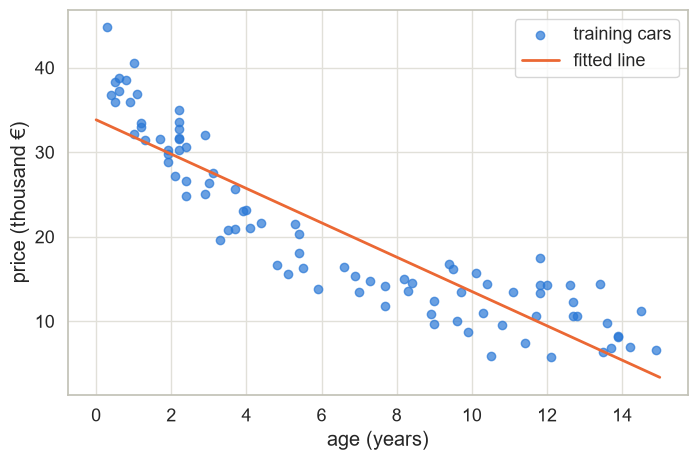 training cars
fitted line
price (thousand €)
40
30
20
10
0 2 4 6 8 10 12 14
age (years)